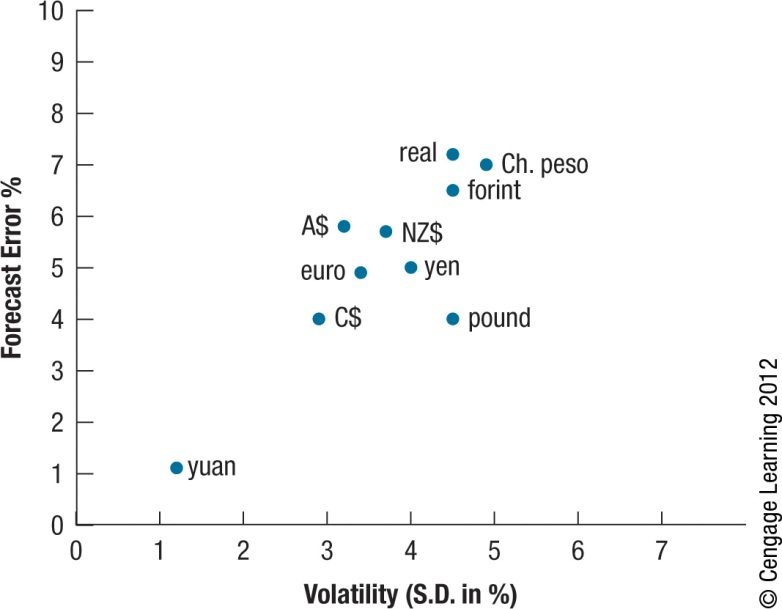 10
9
8
7
6
5
4
3
2
1
0
Forecast Error %
real
Ch. peso
forint
A$
NZ$
euro
yen
C$
pound
yuan
0 1 2 3 4 5 6 7
Volatility (S.D. in %)
© Cengage Learning 2012